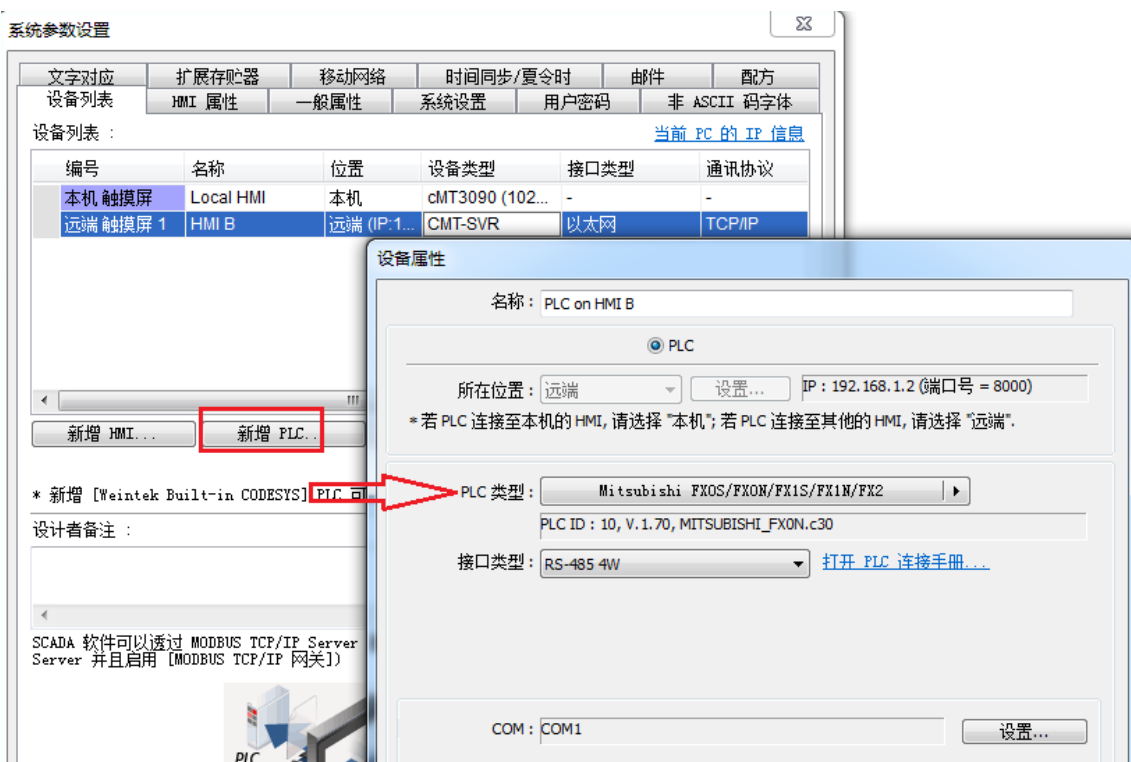 系统参数设置
文字对应 扩展存贮器 移动网络 时间同步/夏令时 邮件 配方
设备列表 HMI 属性 一般属性 系统设置 用户密码 非 ASCII 码字体
设备列表 : 当前 PC 的 IP 信息
编号 名称 位置 设备类型 接口类型 通讯协议
本机 触摸屏 Local HMI 本机 cMT3090 (102... - -
远端 触摸屏 1 HMI B 远端 (IP:1... CMT-SVR 以太网 TCP/IP
新增 HMI... 新增 PLC..
* 新增 [Weintek Built-in CODESYS] PLC 可
设计者备注 :
SCADA 软件可以透过 MODBUS TCP/IP Server
Server 并且启用 [MODBUS TCP/IP 网关])
PLC
设备属性
名称 : PLC on HMI B
PLC
所在位置 : 远端 设置... IP : 192.168.1.2 (端口号 = 8000)
* 若 PLC 连接至本机的 HMI, 请选择 "本机"; 若 PLC 连接至其他的 HMI, 请选择 "远端".
PLC 类型 : Mitsubishi FX0S/FX0N/FX1S/FX1N/FX2
PLC ID : 10, V.1.70, MITSUBISHI_FX0N.c30
接口类型 : RS-485 4W 打开 PLC 连接手册...
COM : COM1 设置...